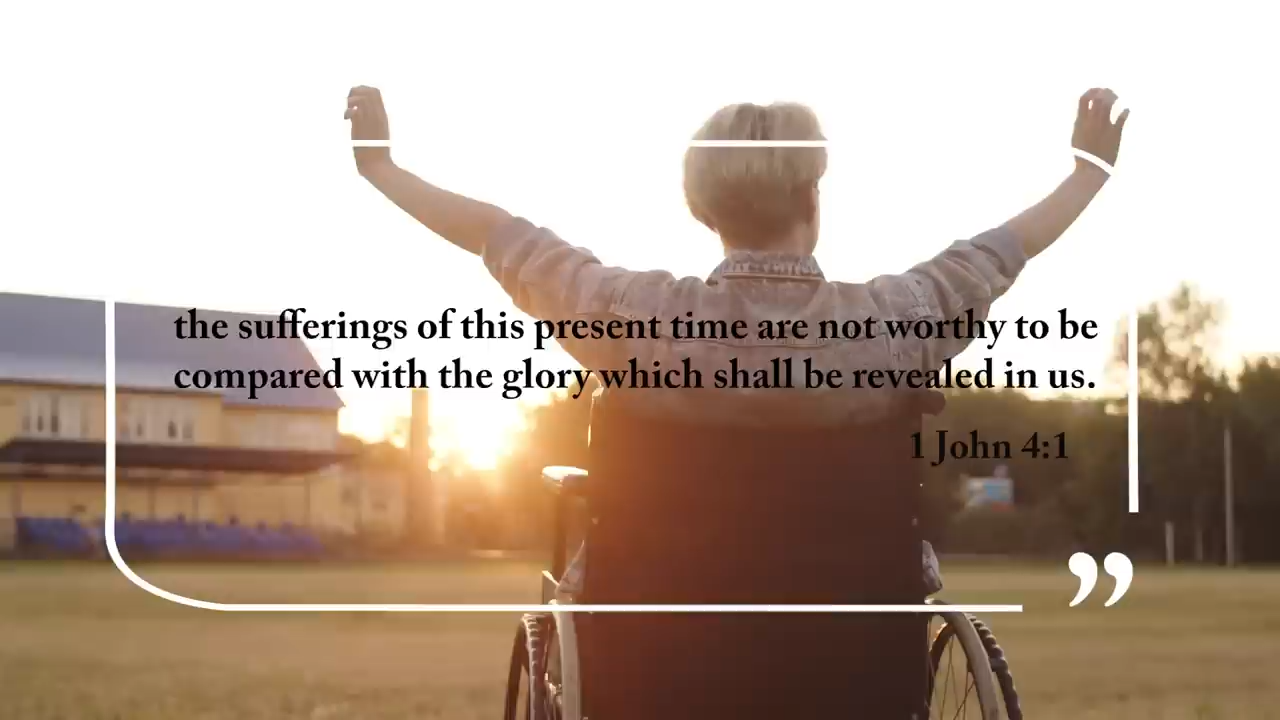 the sufferings of this present time are not worthy to be
compared with the glory which shall be revealed in us.
1 John 4:1
”